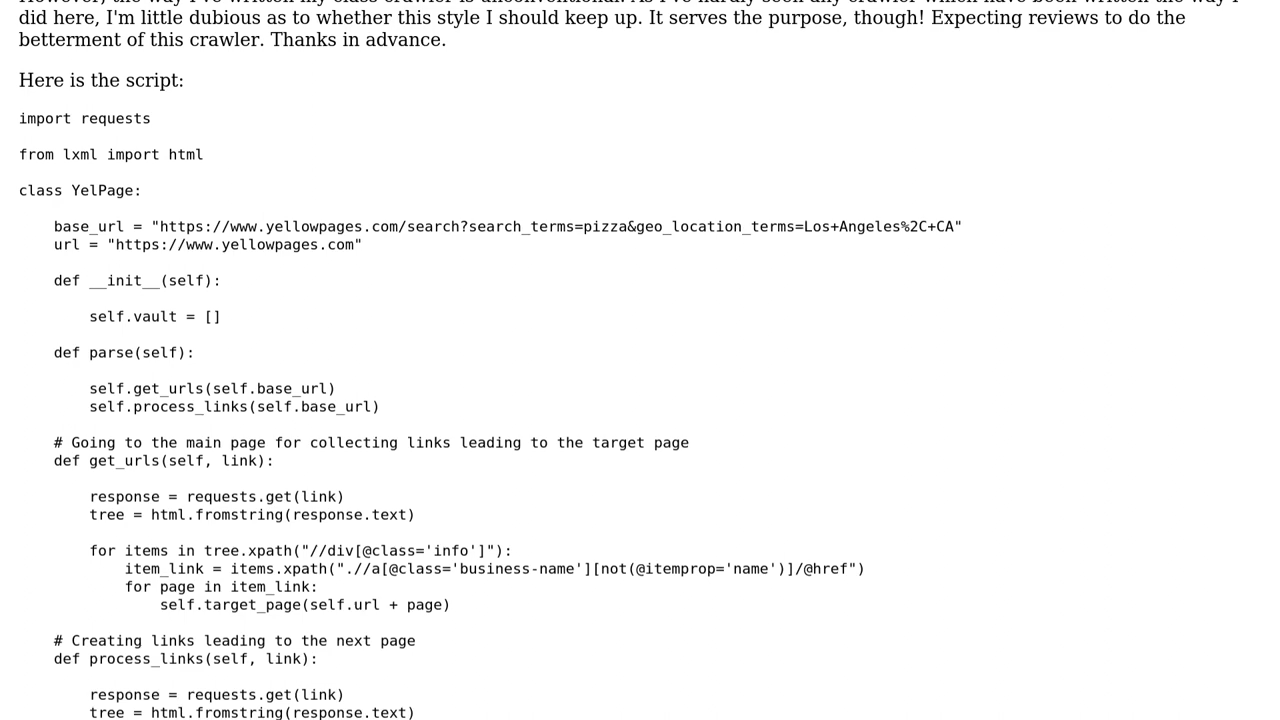 did here, I'm little dubious as to whether this style I should keep up. It serves the purpose, though! Expecting reviews to do the
betterment of this crawler. Thanks in advance.
Here is the script:
import requests
from lxml import html
class YelPage:
    base_url = "https://www.yellowpages.com/search?search_terms=pizza&geo_location_terms=Los+Angeles%2C+CA"
    url = "https://www.yellowpages.com"
    def __init__(self):
        self.vault = []
    def parse(self):
        self.get_urls(self.base_url)
        self.process_links(self.base_url)
    # Going to the main page for collecting links leading to the target page
    def get_urls(self, link):
        response = requests.get(link)
        tree = html.fromstring(response.text)
        for items in tree.xpath("//div[@class='info']"):
            item_link = items.xpath(".//a[@class='business-name'][not(@itemprop='name')]/@href")
            for page in item_link:
                self.target_page(self.url + page)
    # Creating links leading to the next page
    def process_links(self, link):
        response = requests.get(link)
        tree = html.fromstring(response.text)